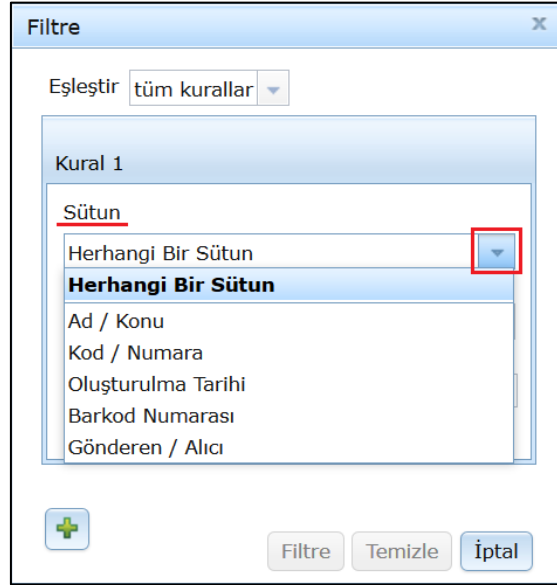 Filtre x
Eşleştir tüm kurallar
Kural 1
Sütun
Herhangi Bir Sütun
Herhangi Bir Sütun
Ad / Konu
Kod / Numara
Oluşturulma Tarihi
Barkod Numarası
Gönderen / Alıcı
Filtre Temizle İptal